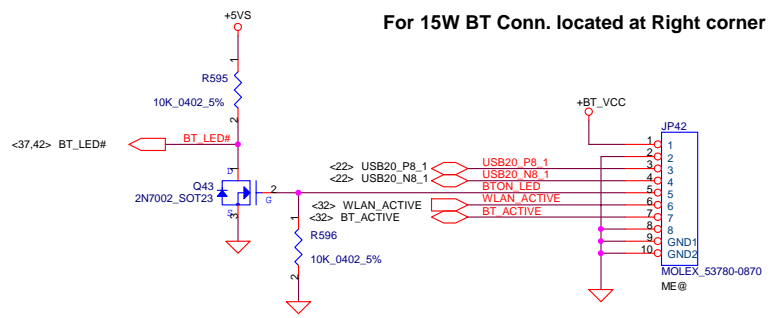 For 15W BT Conn. located at Right corner
+5VS
1
R595
10K_0402_5%
2
+BT_VCC
JP42
<37,42> BT_LED#
BT_LED#
1 1
2 2
<22> USB20_P8_1 USB20_P8_1 3 3
<22> USB20_N8_1 USB20_N8_1 4 4
BTON_LED 5 5
<32> WLAN_ACTIVE WLAN_ACTIVE 6 6
<32> BT_ACTIVE BT_ACTIVE 7 7
8 8
9 GND1
10 GND2
MOLEX_53780-0870
ME@
1
D
Q43
2N7002_SOT23
2
G
S
3
1
R596
10K_0402_5%
2